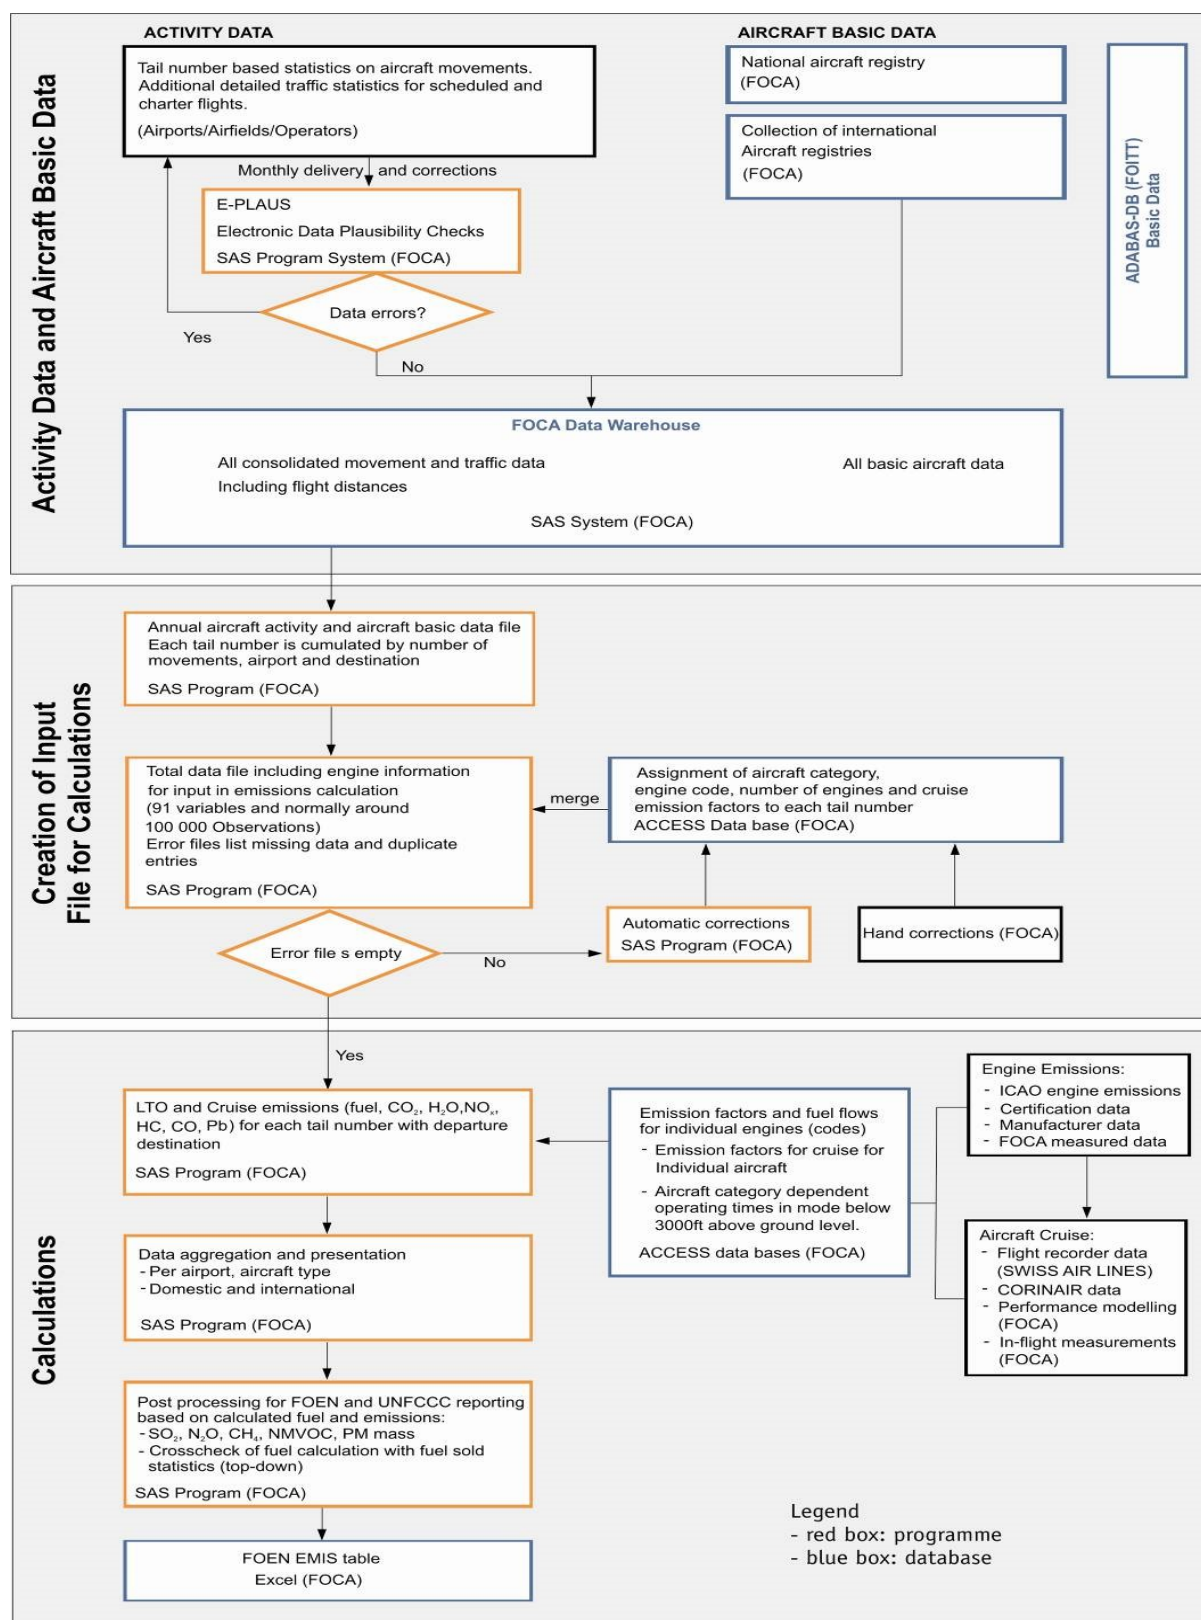 Activity Data and Aircraft Basic Data
ACTIVITY DATA
Tail number based statistics on aircraft movements.
Additional detailed traffic statistics for scheduled and
charter flights.
(Airports/Airfields/Operators)
Monthly delivery and corrections
E-PLAUS
Electronic Data Plausibility Checks
SAS Program System (FOCA)
Data errors?
Yes
No
AIRCRAFT BASIC DATA
National aircraft registry
(FOCA)
Collection of international
Aircraft registries
(FOCA)
ADABAS-DB (FOITT)
Basic Data
FOCA Data Warehouse
All consolidated movement and traffic data
Including flight distances
All basic aircraft data
SAS System (FOCA)
Creation of Input
File for Calculations
Annual aircraft activity and aircraft basic data file
Each tail number is cumulated by number of
movements, airport and destination
SAS Program (FOCA)
Total data file including engine information
for input in emissions calculation
(91 variables and normally around
100 000 Observations)
Error files list missing data and duplicate
entries
SAS Program (FOCA)
merge
Assignment of aircraft category,
engine code, number of engines and cruise
emission factors to each tail number
ACCESS Data base (FOCA)
Error file s empty
No
Automatic corrections
SAS Program (FOCA)
Hand corrections (FOCA)
Calculations
Yes
LTO and Cruise emissions (fuel, CO₂, H₂O,NOₓ,
HC, CO, Pb) for each tail number with departure
destination
SAS Program (FOCA)
Emission factors and fuel flows
for individual engines (codes)
- Emission factors for cruise for
Individual aircraft
- Aircraft category dependent
operating times in mode below
3000ft above ground level.
ACCESS data bases (FOCA)
Engine Emissions:
- ICAO engine emissions
- Certification data
- Manufacturer data
- FOCA measured data
Aircraft Cruise:
- Flight recorder data
(SWISS AIR LINES)
- CORINAIR data
- Performance modelling
(FOCA)
- In-flight measurements
(FOCA)
Data aggregation and presentation
- Per airport, aircraft type
- Domestic and international
SAS Program (FOCA)
Post processing for FOEN and UNFCCC reporting
based on calculated fuel and emissions:
- SO₂, N₂O, CH₄, NMVOC, PM mass
- Crosscheck of fuel calculation with fuel sold
statistics (top-down)
SAS Program (FOCA)
FOEN EMIS table
Excel (FOCA)
Legend
- red box: programme
- blue box: database